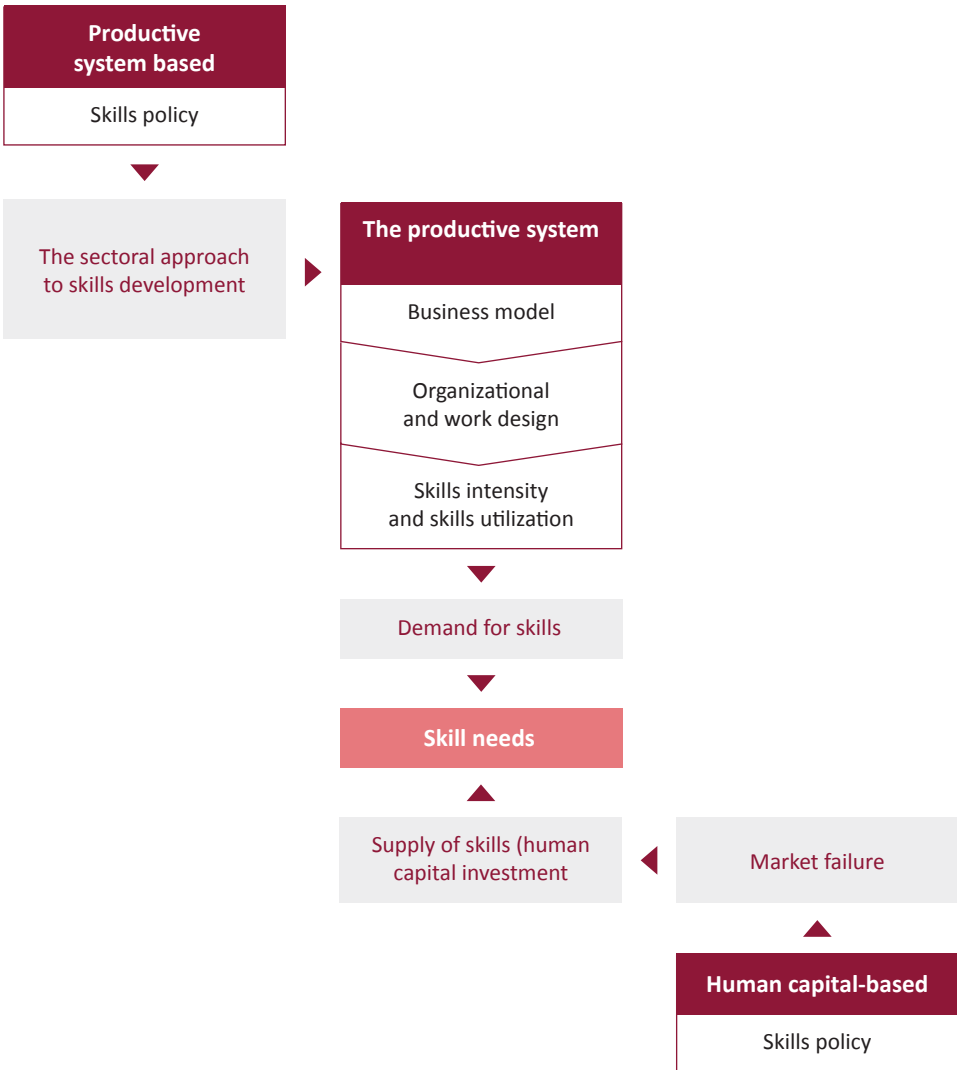 Productive
system based
Skills policy
The sectoral approach
to skills development
The productive system
Business model
Organizational
and work design
Skills intensity
and skills utilization
Demand for skills
Skill needs
Supply of skills (human
capital investment
Market failure
Human capital-based
Skills policy